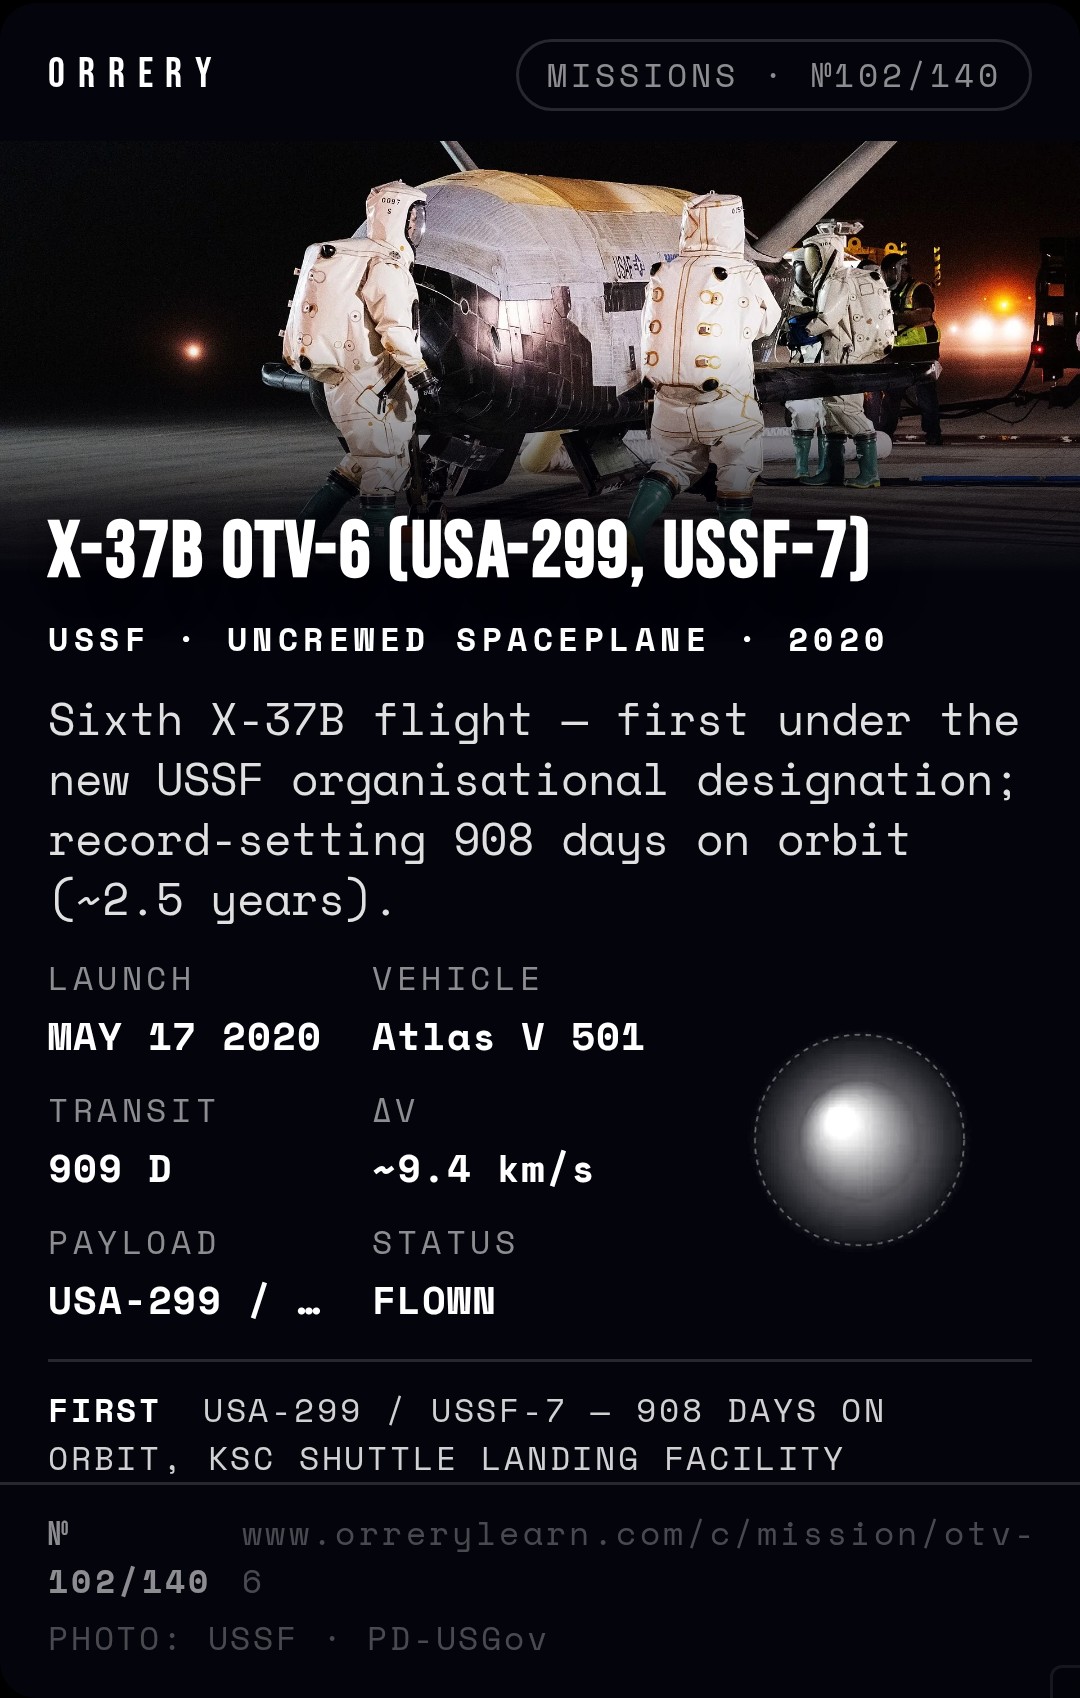 ORRERY
MISSIONS · №102/140
0097
S
USAF
X-37B OTV-6 (USA-299, USSF-7)
USSF · UNCREWED SPACEPLANE · 2020
Sixth X-37B flight — first under the
new USSF organisational designation;
record-setting 908 days on orbit
(~2.5 years).
LAUNCH VEHICLE
MAY 17 2020 Atlas V 501
TRANSIT ΔV
909 D ~9.4 km/s
PAYLOAD STATUS
USA-299 / … FLOWN
FIRST USA-299 / USSF-7 — 908 DAYS ON
ORBIT, KSC SHUTTLE LANDING FACILITY
№ www.orrerylearn.com/c/mission/otv-
102/140 6
PHOTO: USSF · PD-USGov